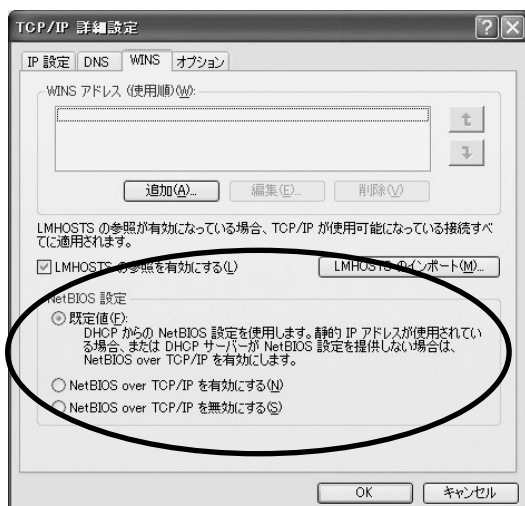 TCP/IP 詳細設定
IP 設定 DNS WINS オプション
WINS アドレス (使用順)(W):
追加(A)... 編集(E)... 削除(V)
LMHOSTS の参照が有効になっている場合、TCP/IP が使用可能になっている接続すべ
てに適用されます。
LMHOSTS の参照を有効にする(L) LMHOSTS のインポート(M)...
NetBIOS 設定
既定値(F):
DHCP からの NetBIOS 設定を使用します。静的 IP アドレスが使用されてい
る場合、または DHCP サーバーが NetBIOS 設定を提供しない場合は、
NetBIOS over TCP/IP を有効にします。
NetBIOS over TCP/IP を有効にする(N)
NetBIOS over TCP/IP を無効にする(S)
OK キャンセル